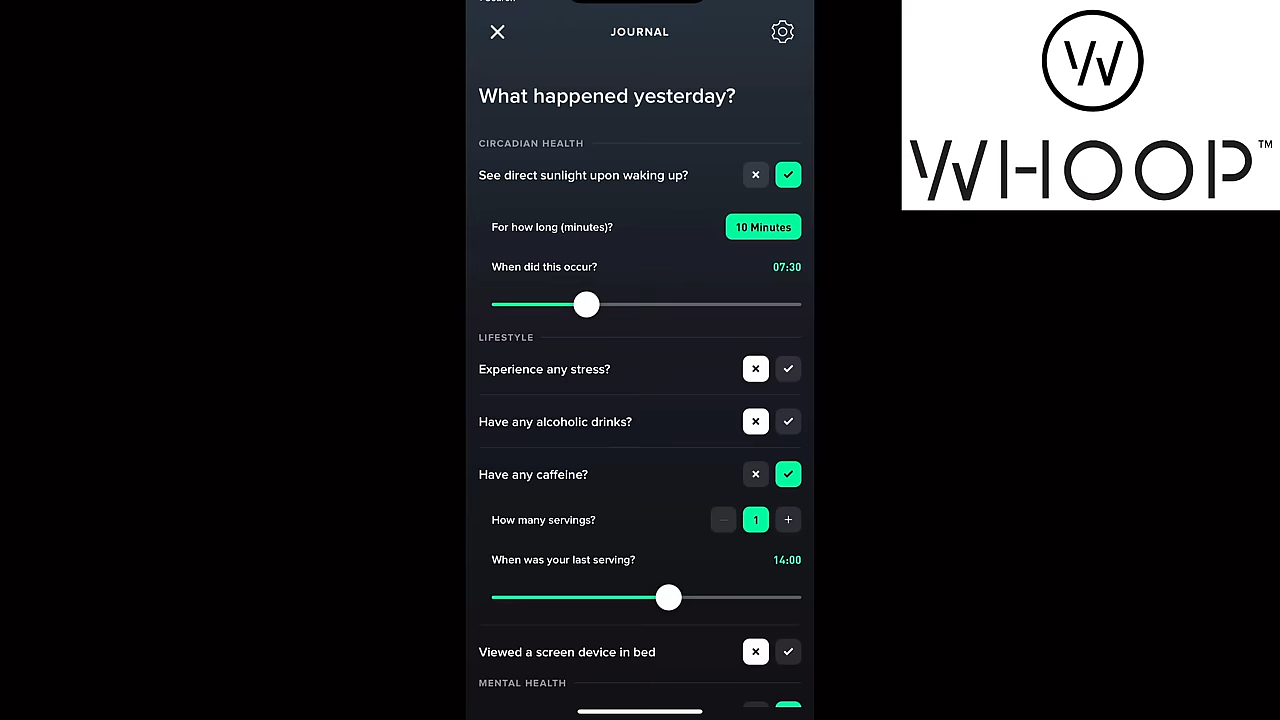 JOURNAL
What happened yesterday?
CIRCADIAN HEALTH
See direct sunlight upon waking up?
For how long (minutes)?
10 Minutes
When did this occur?
07:30
LIFESTYLE
Experience any stress?
Have any alcoholic drinks?
Have any caffeine?
How many servings?
1
When was your last serving?
14:00
Viewed a screen device in bed
MENTAL HEALTH
W
WHOOP™